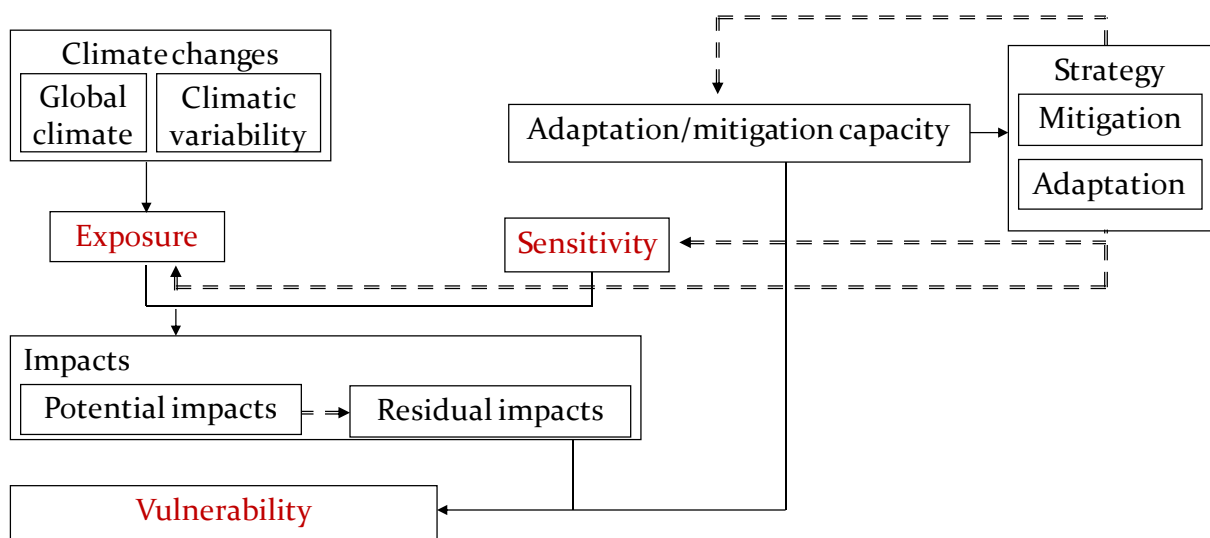 Climate changes
Global
climate
Climatic
variability
Strategy
Mitigation
Adaptation
Adaptation/mitigation capacity
Exposure
Sensitivity
Impacts
Potential impacts
Residual impacts
Vulnerability